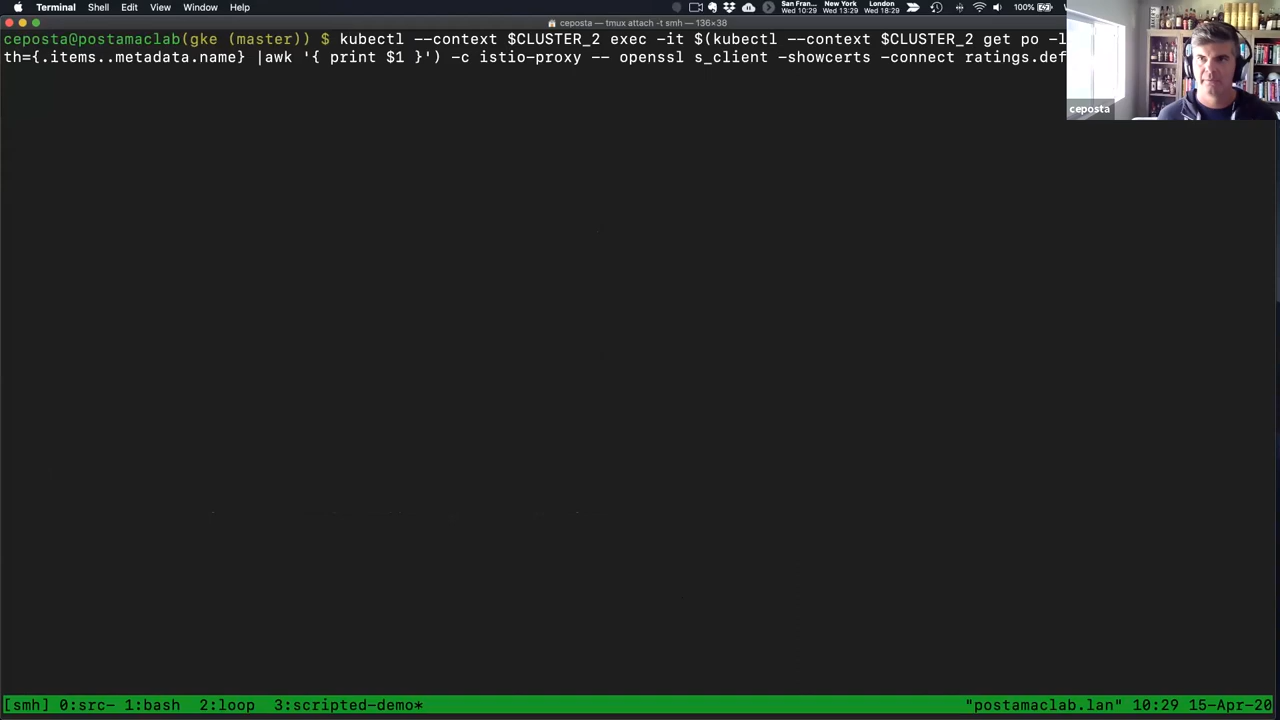 Terminal Shell Edit View Window Help San Fran... Wed 10:29 New York Wed 13:29 London Wed 18:29 100%
ceposta — tmux attach -t smh — 136×38
ceposta@postamaclab(gke (master)) $ kubectl --context $CLUSTER_2 exec -it $(kubectl --context $CLUSTER_2 get po -l
th={.items..metadata.name} |awk '{ print $1 }') -c istio-proxy -- openssl s_client -showcerts -connect ratings.def
ceposta
[smh] 0:src- 1:bash 2:loop 3:scripted-demo* "postamaclab.lan" 10:29 15-Apr-20